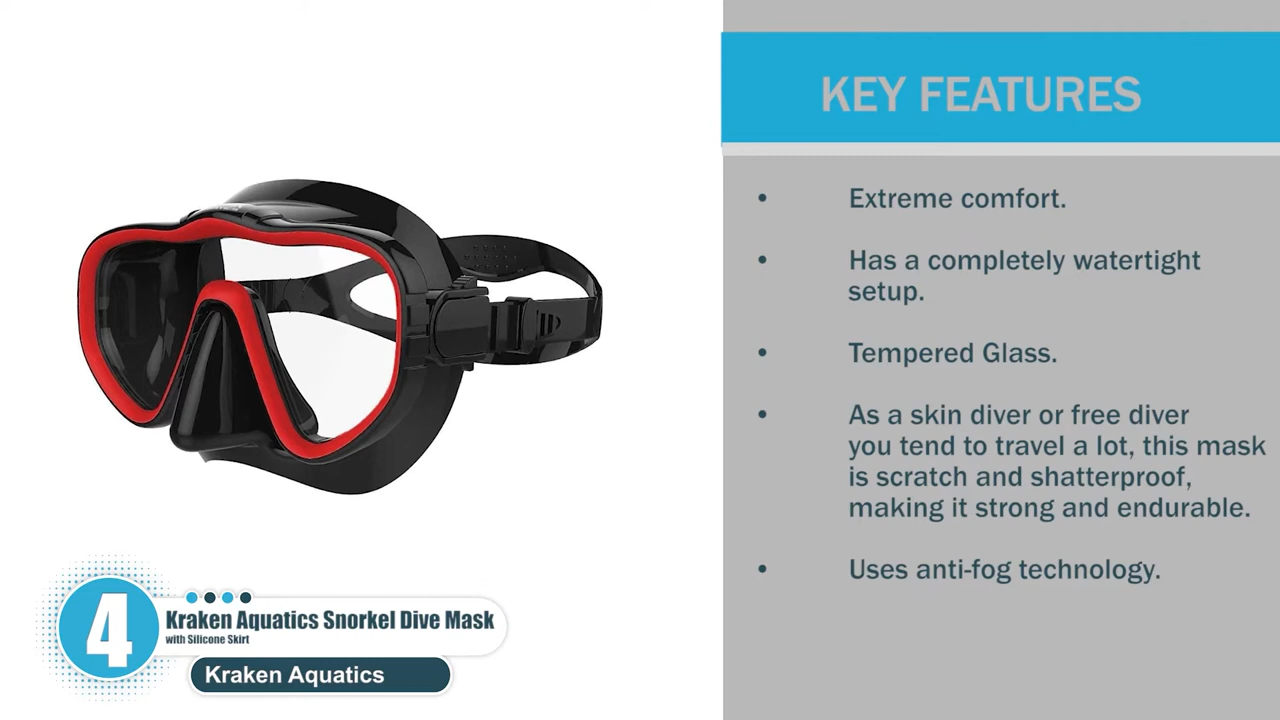 KEY FEATURES
• Extreme comfort.
• Has a completely watertight
setup.
• Tempered Glass.
• As a skin diver or free diver
you tend to travel a lot, this mask
is scratch and shatterproof,
making it strong and endurable.
• Uses anti-fog technology.
4
Kraken Aquatics Snorkel Dive Mask
with Silicone Skirt
Kraken Aquatics